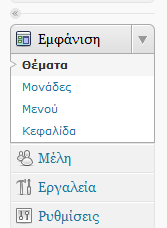 Εμφάνιση
Θέματα
Μονάδες
Μενού
Κεφαλίδα
Μέλη
Εργαλεία
Ρυθμίσεις